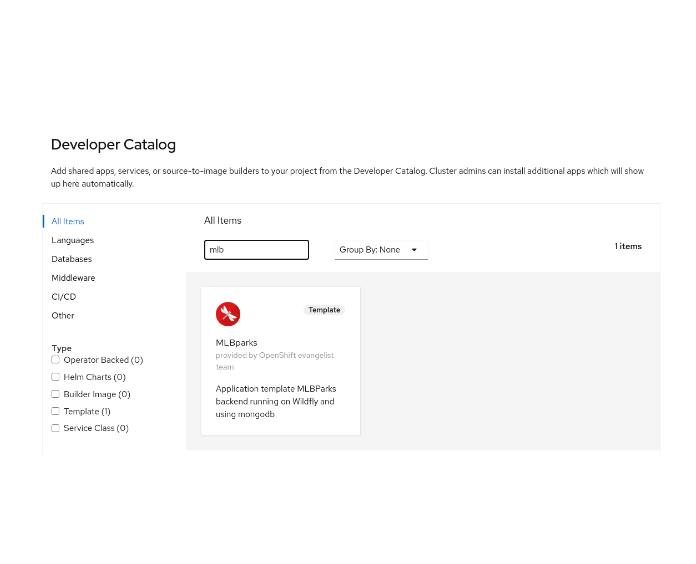 Developer Catalog
Add shared apps, services, or source-to-image builders to your project from the Developer Catalog. Cluster admins can install additional apps which will show
up here automatically.
All Items
Languages
Databases
Middleware
CI/CD
Other
Type
Operator Backed (0)
Helm Charts (0)
Builder Image (0)
Template (1)
Service Class (0)
All Items
mlb
Group By: None
1 items
Template
MLBparks
provided by OpenShift evangelist
team
Application template MLBParks
backend running on Wildfly and
using mongodb